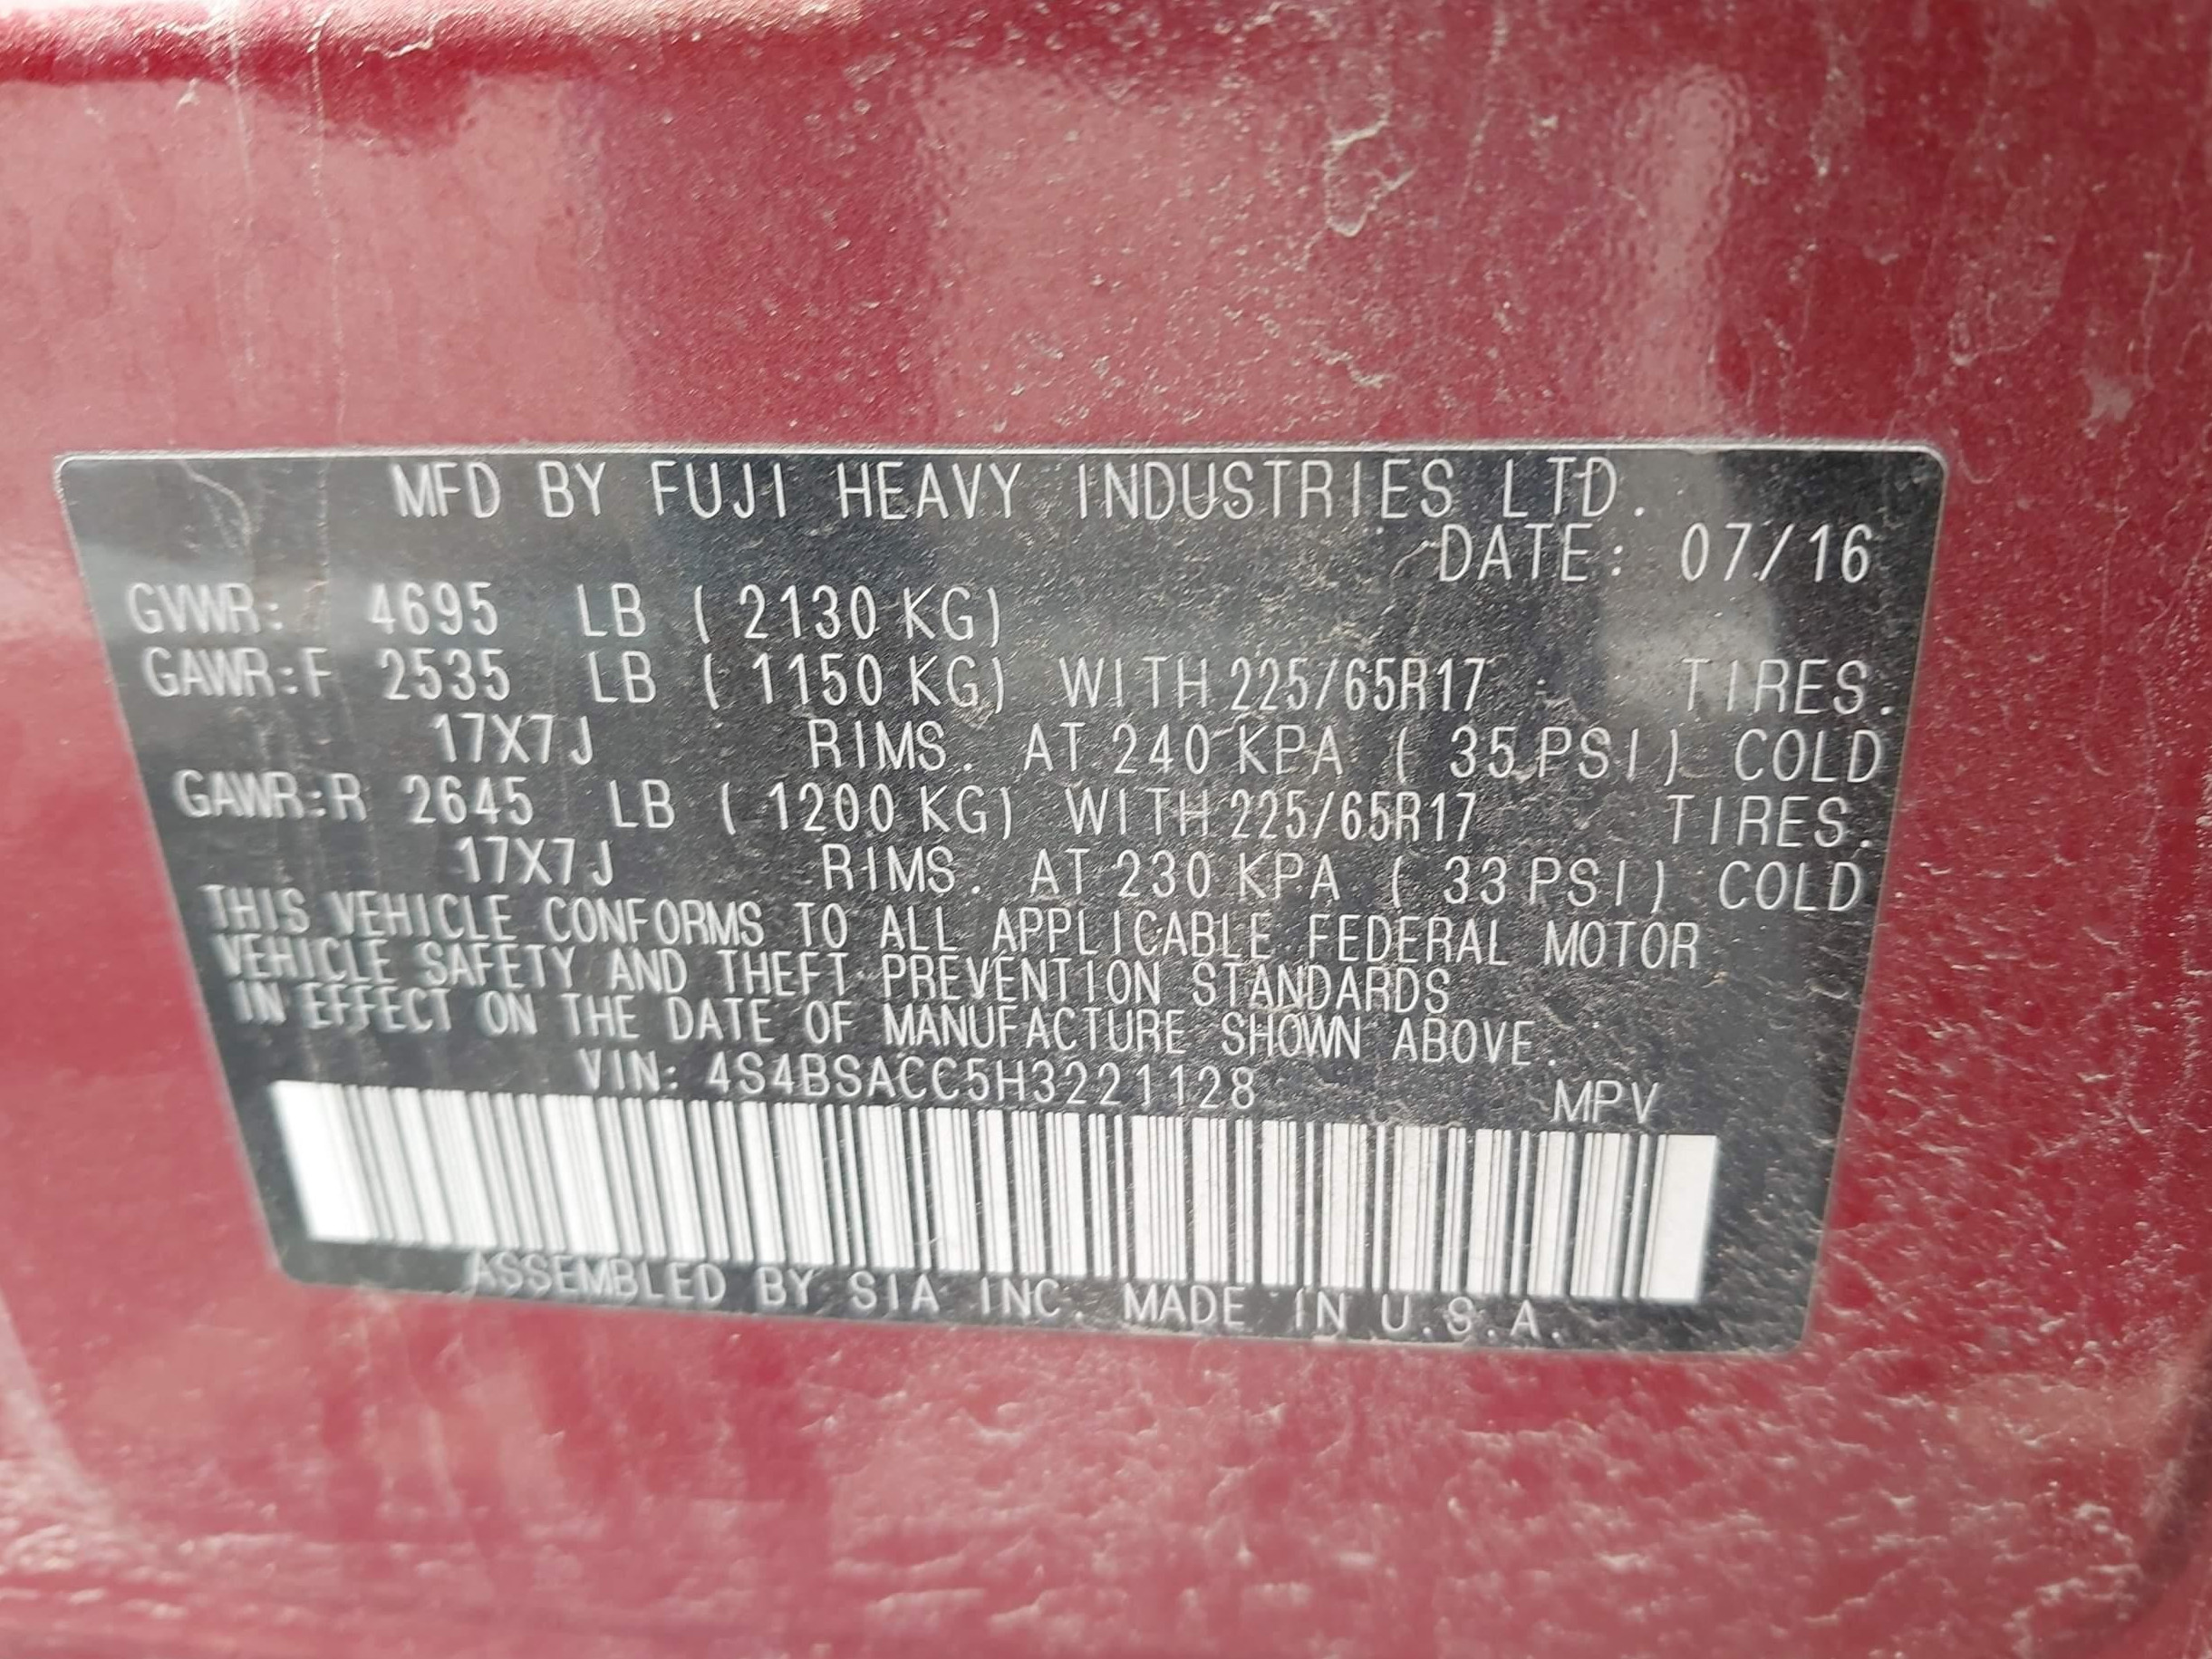 MFD BY FUJI HEAVY INDUSTRIES LTD.
DATE: 07/16
GVWR: 4695 LB ( 2130 KG)
GAWR:F 2535 LB ( 1150 KG) WITH 225/65R17 TIRES.
17X7J RIMS. AT 240 KPA ( 35 PSI) COLD
GAWR:R 2645 LB ( 1200 KG) WITH 225/65R17 TIRES.
17X7J RIMS. AT 230 KPA ( 33 PSI) COLD
THIS VEHICLE CONFORMS TO ALL APPLICABLE FEDERAL MOTOR
VEHICLE SAFETY AND THEFT PREVENTION STANDARDS
IN EFFECT ON THE DATE OF MANUFACTURE SHOWN ABOVE.
VIN: 4S4BSACC5H3221128 MPV
ASSEMBLED BY SIA INC. MADE IN U.S.A.